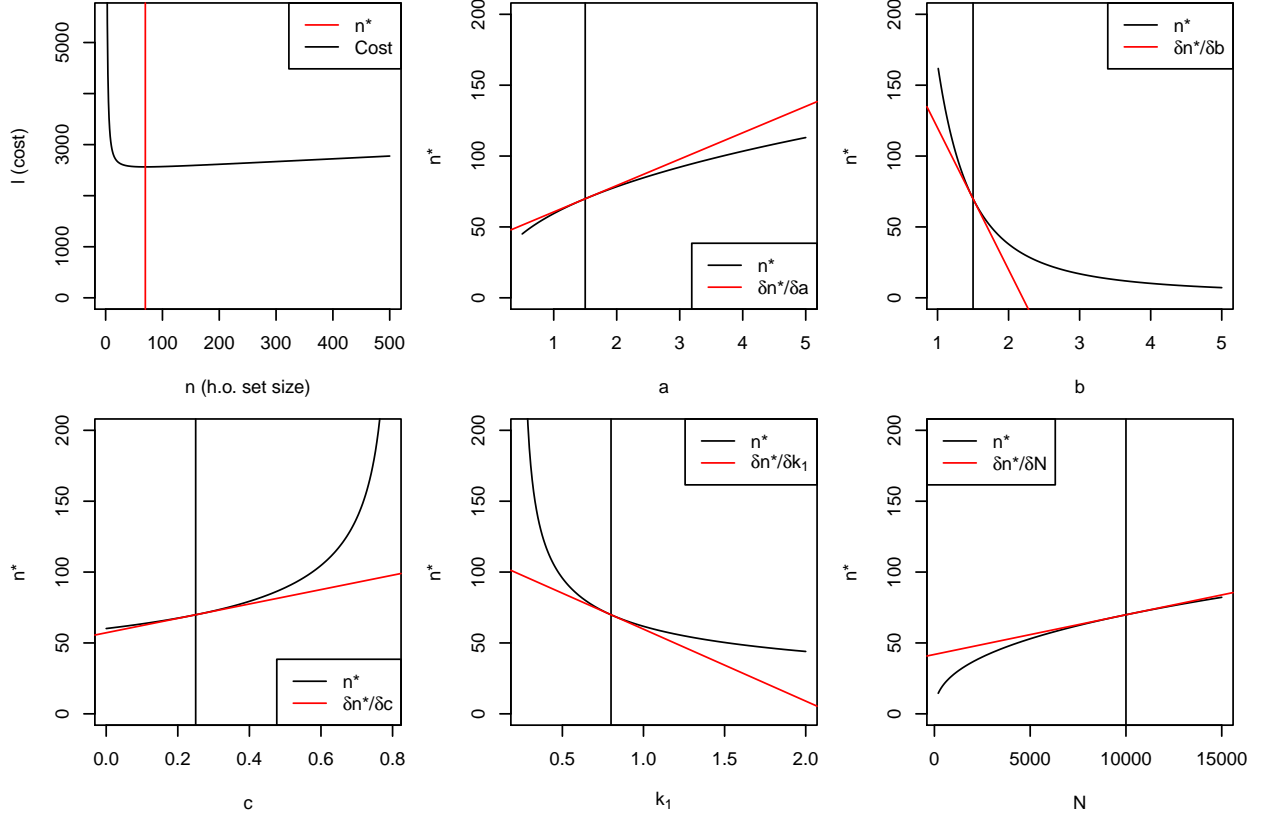 l (cost)
0
1000
3000
5000
n*
Cost
0
100
200
300
400
500
n (h.o. set size)
n*
0
50
100
150
200
n*
δn*/δa
1
2
3
4
5
a
n*
0
50
100
150
200
n*
δn*/δb
1
2
3
4
5
b
n*
0
50
100
150
200
n*
δn*/δc
0.0
0.2
0.4
0.6
0.8
c
n*
0
50
100
150
200
n*
δn*/δk₁
0.5
1.0
1.5
2.0
k₁
n*
0
50
100
150
200
n*
δn*/δN
0
5000
10000
15000
N